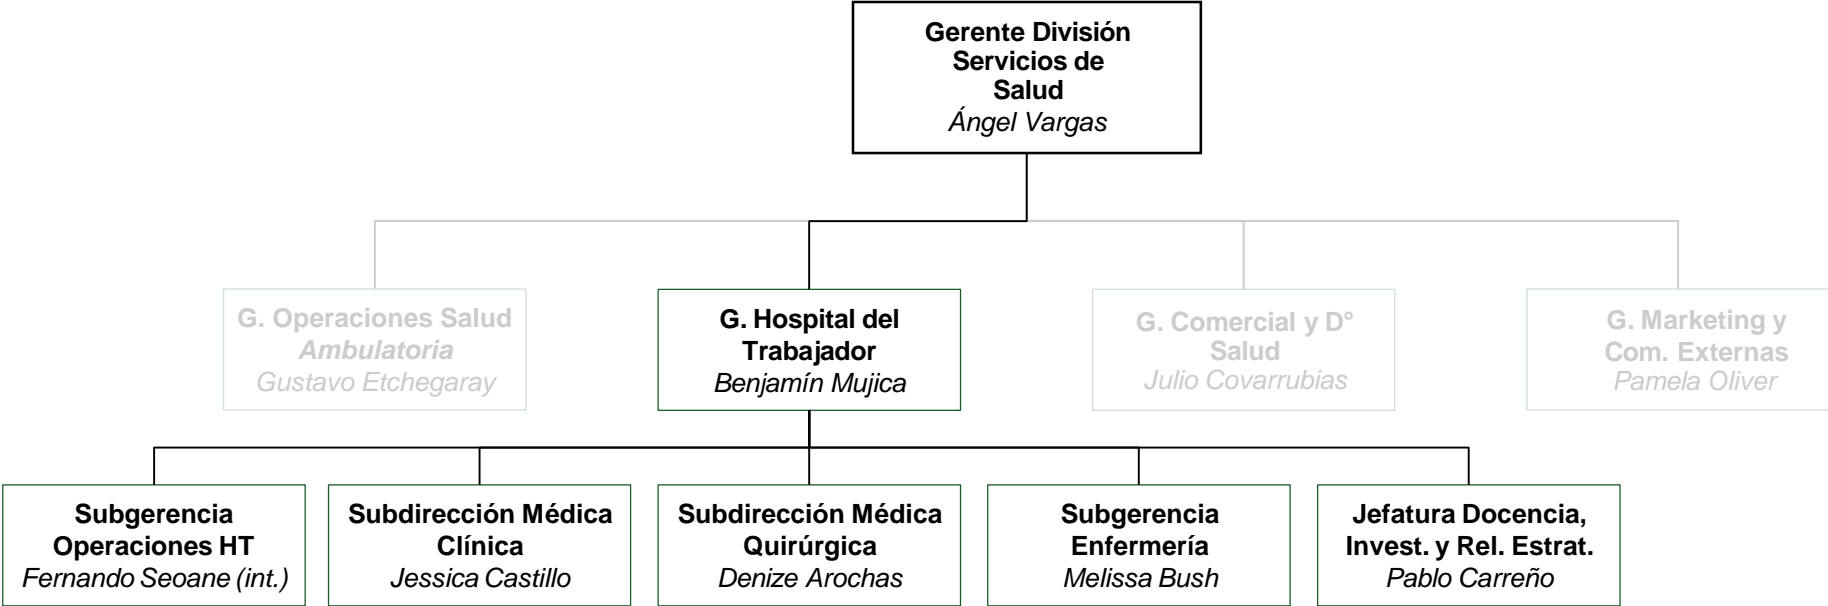 Gerente División
Servicios de
Salud
Ángel Vargas
G. Operaciones Salud
Ambulatoria
Gustavo Etchegaray
G. Hospital del
Trabajador
Benjamín Mujica
G. Comercial y D°
Salud
Julio Covarrubias
G. Marketing y
Com. Externas
Pamela Oliver
Subgerencia
Operaciones HT
Fernando Seoane (int.)
Subdirección Médica
Clínica
Jessica Castillo
Subdirección Médica
Quirúrgica
Denize Arochas
Subgerencia
Enfermería
Melissa Bush
Jefatura Docencia,
Invest. y Rel. Estrat.
Pablo Carreño